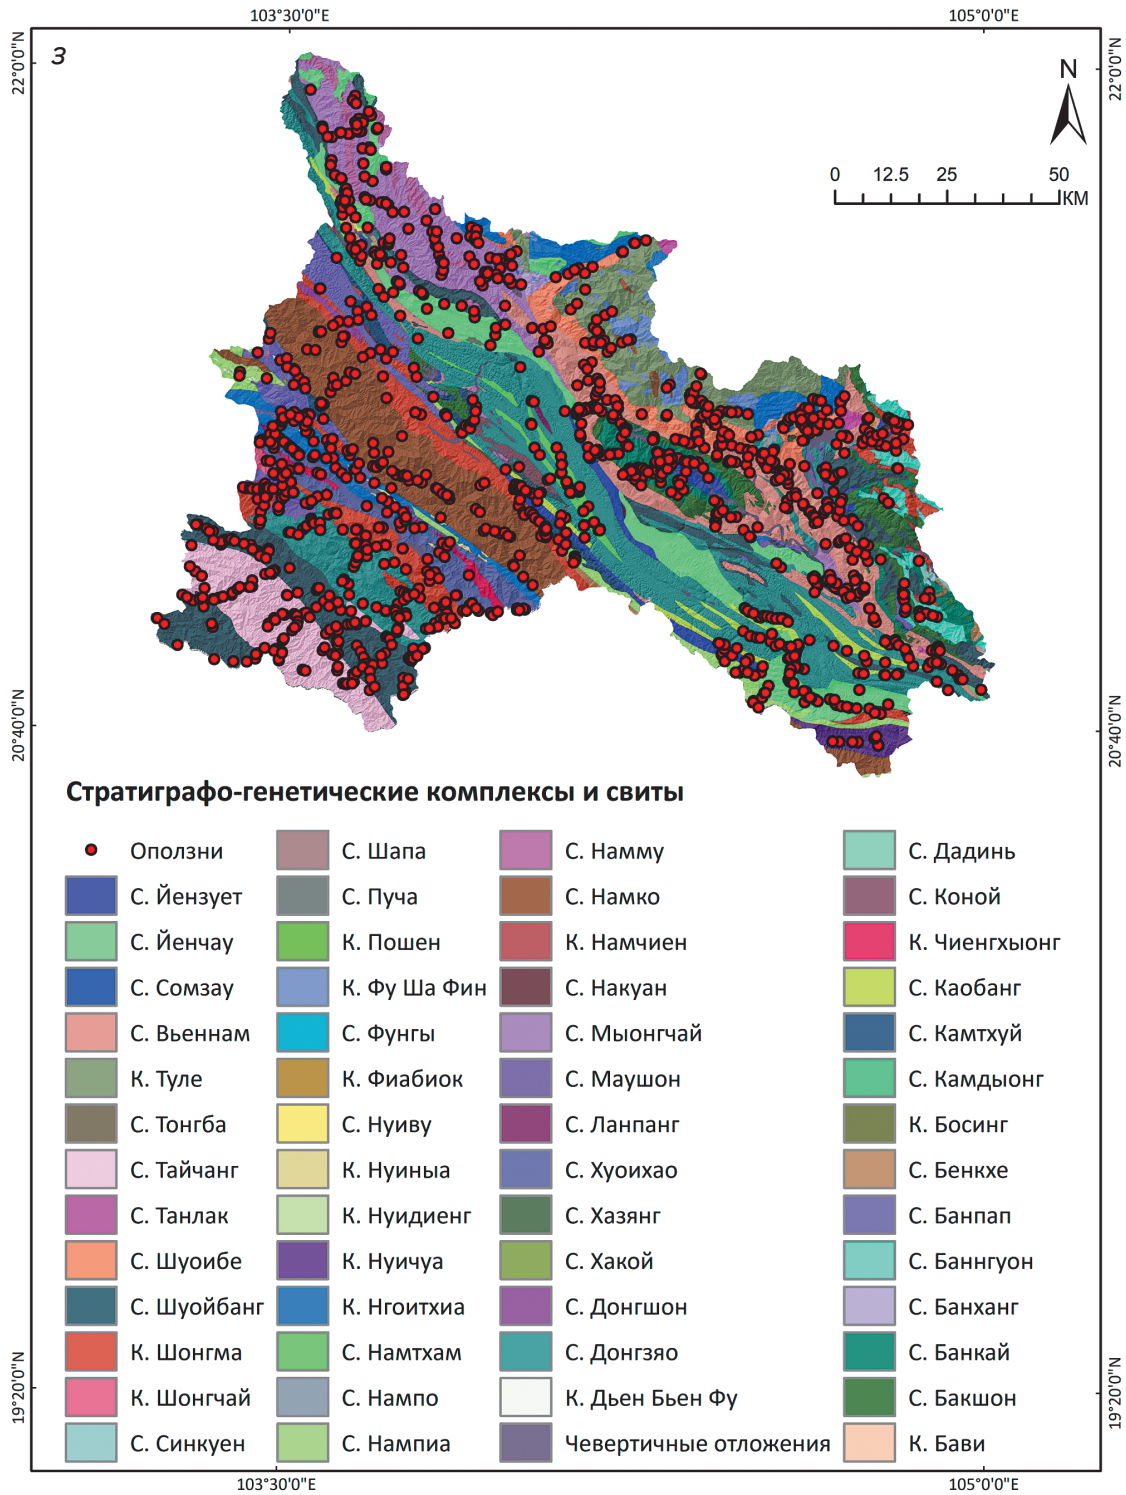 103°30'0"E
105°0'0"E
22°0'0"N
з
N
22°0'0"N
0 12.5 25 50
КМ
20°40'0"N
20°40'0"N
Стратиграфо-генетические комплексы и свиты
Оползни
С. Йензует
С. Йенчау
С. Сомзау
С. Вьеннам
К. Туле
С. Тонгба
С. Тайчанг
С. Танлак
С. Шуоибе
С. Шуойбанг
К. Шонгма
К. Шонгчай
С. Синкуен
С. Шапа
С. Пуча
К. Пошен
К. Фу Ша Фин
С. Фунгы
К. Фиабиок
С. Нуиву
К. Нуиныа
К. Нуидиенг
К. Нуичуа
К. Нгоитхиа
С. Намтхам
С. Нампо
С. Нампиа
С. Намму
С. Намко
К. Намчиен
С. Накуан
С. Мыонгчай
С. Маушон
С. Ланпанг
С. Хуоихао
С. Хазянг
С. Хакой
С. Донгшон
С. Донгзяо
К. Дьен Бьен Фу
Чевертичные отложения
С. Дадинь
С. Коной
К. Чиенгхыонг
С. Каобанг
С. Камтхуй
С. Камдыонг
К. Босинг
С. Бенкхе
С. Банпап
С. Баннгуон
С. Банханг
С. Банкай
С. Бакшон
К. Бави
19°20'0"N
19°20'0"N
103°30'0"E
105°0'0"E